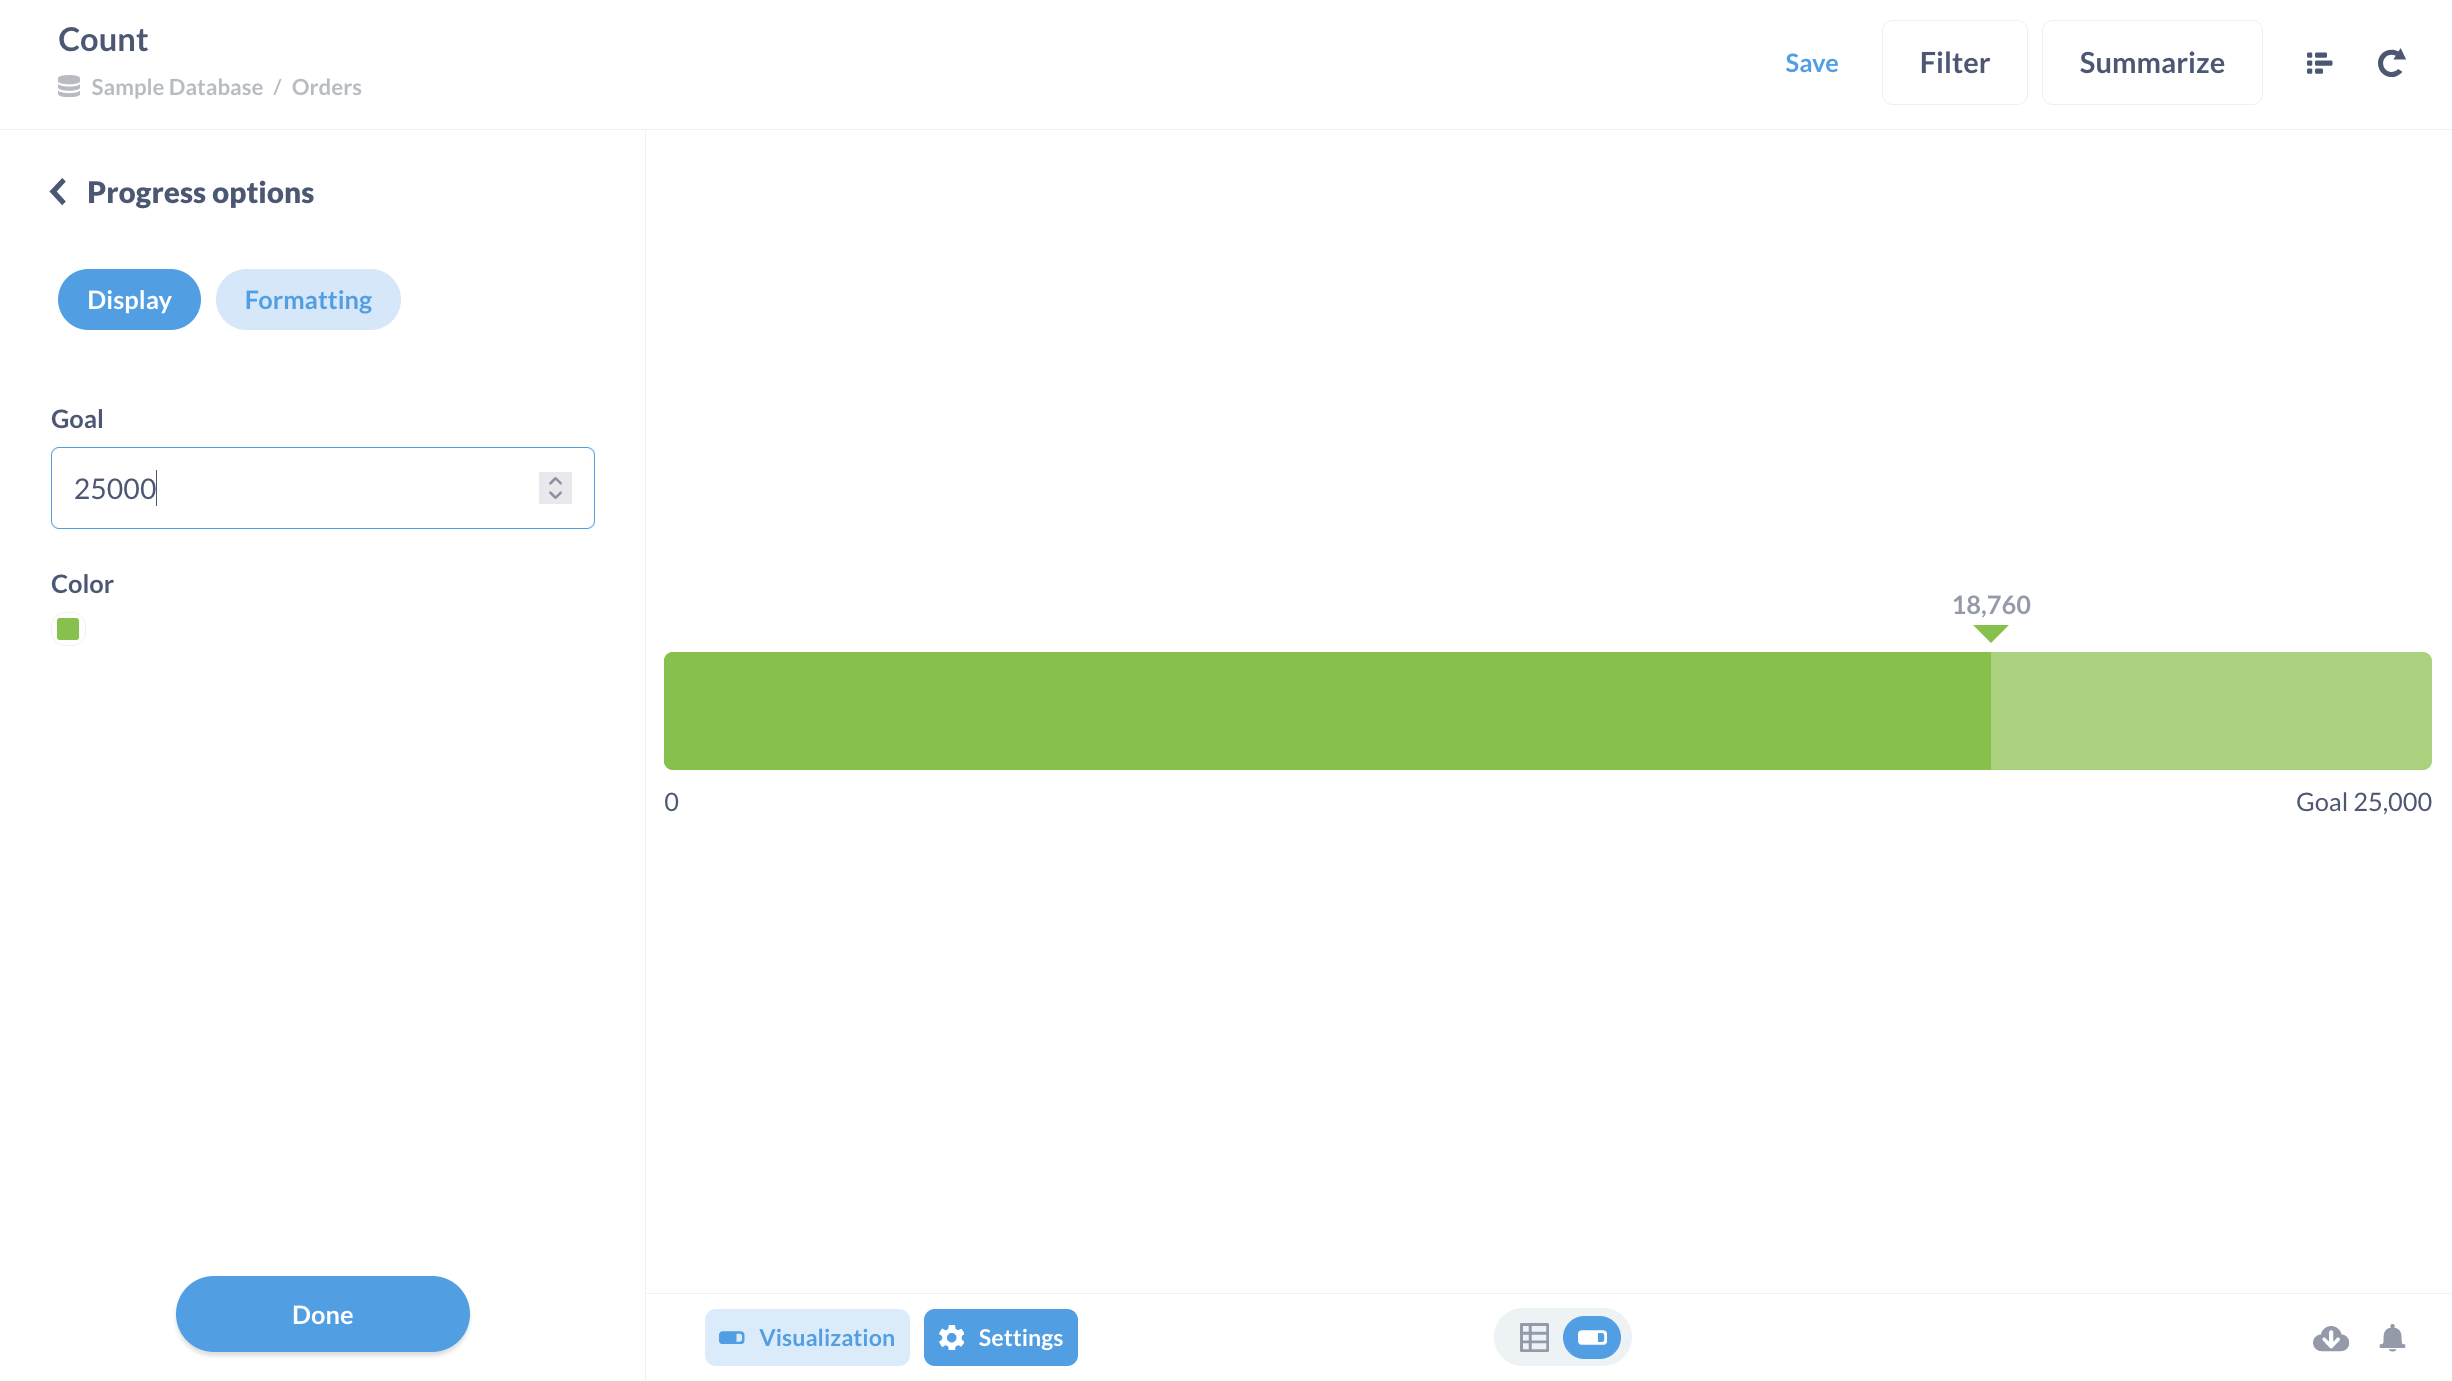 Count
Sample Database / Orders
Save
Filter
Summarize
Progress options
Display
Formatting
Goal
25000
Color
18,760
0
Goal 25,000
Done
Visualization
Settings